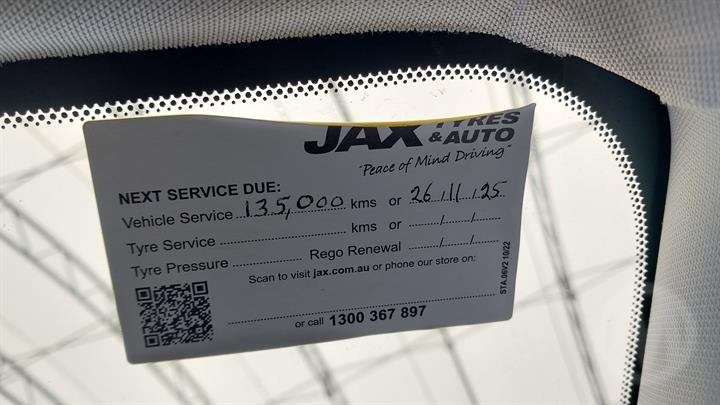 JAX TYRES & AUTO
"Peace of Mind Driving"
NEXT SERVICE DUE:
Vehicle Service 135,000 kms or 26/11/25
Tyre Service ........ kms or ....../....../......
Tyre Pressure ........ Rego Renewal ....../....../......
Scan to visit jax.com.au or phone our store on:
or call 1300 367 897
STA.06V2 10/22